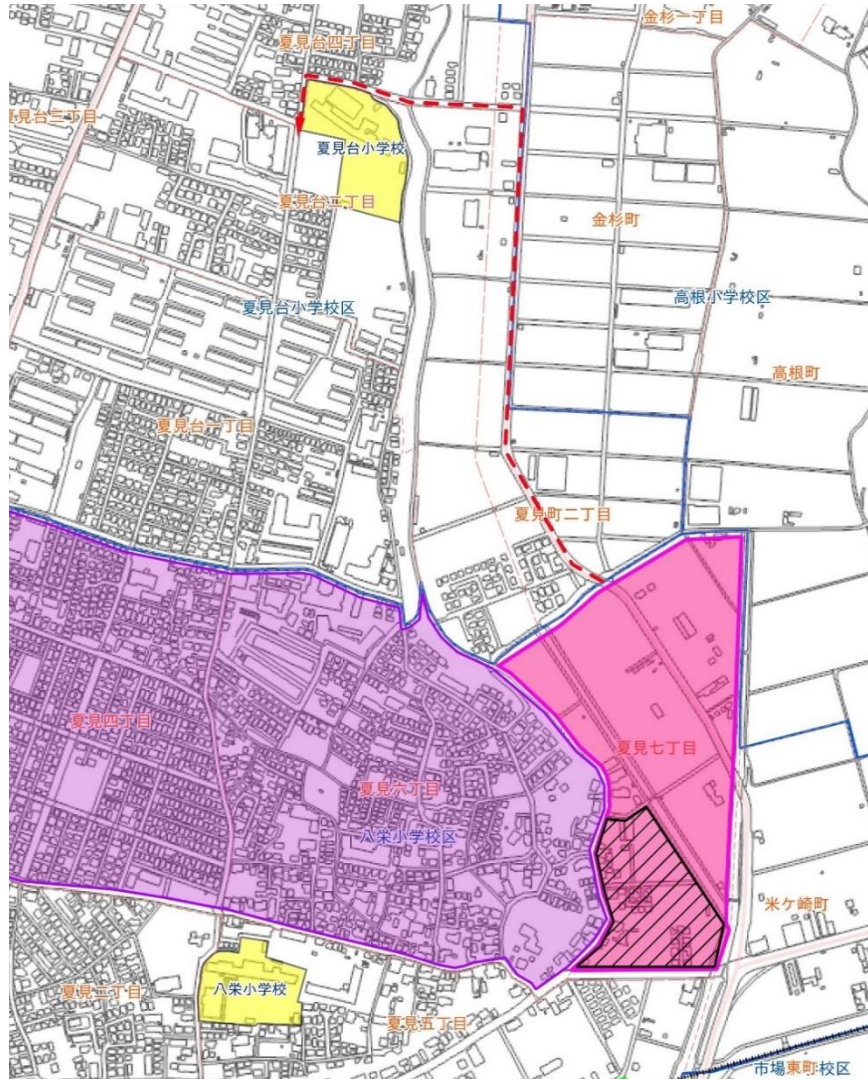 金杉一丁目
夏見台四丁目
夏見台三丁目
夏見台小学校
夏見台二丁目
金杉町
高根小学校区
夏見台小学校区
高根町
夏見台一丁目
夏見町二丁目
夏見四丁目
夏見七丁目
夏見六丁目
八栄小学校区
米ケ崎町
八栄小学校
夏見二丁目
夏見五丁目
市場東町校区